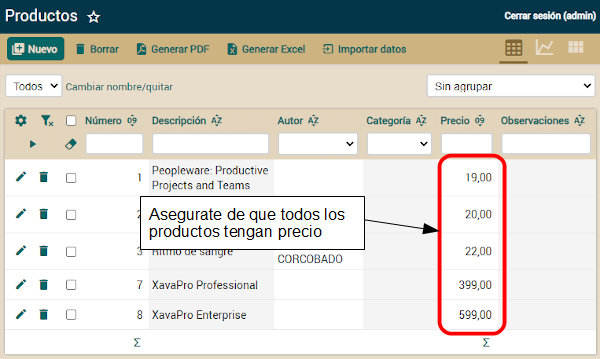 Productos
Cerrar sesión (admin)
Nuevo Borrar Generar PDF Generar Excel Importar datos
Todos Cambiar nombre/quitar Sin agrupar
Número Descripción Autor Categoría Precio Observaciones
1 Peopleware: Productive 19,00
Projects and Teams
2 20,00
Asegurate de que todos los
productos tengan precio
3 Ritmo de sangre 22,00
CORCOBADO
7 XavaPro Professional 399,00
8 XavaPro Enterprise 599,00
Σ Σ